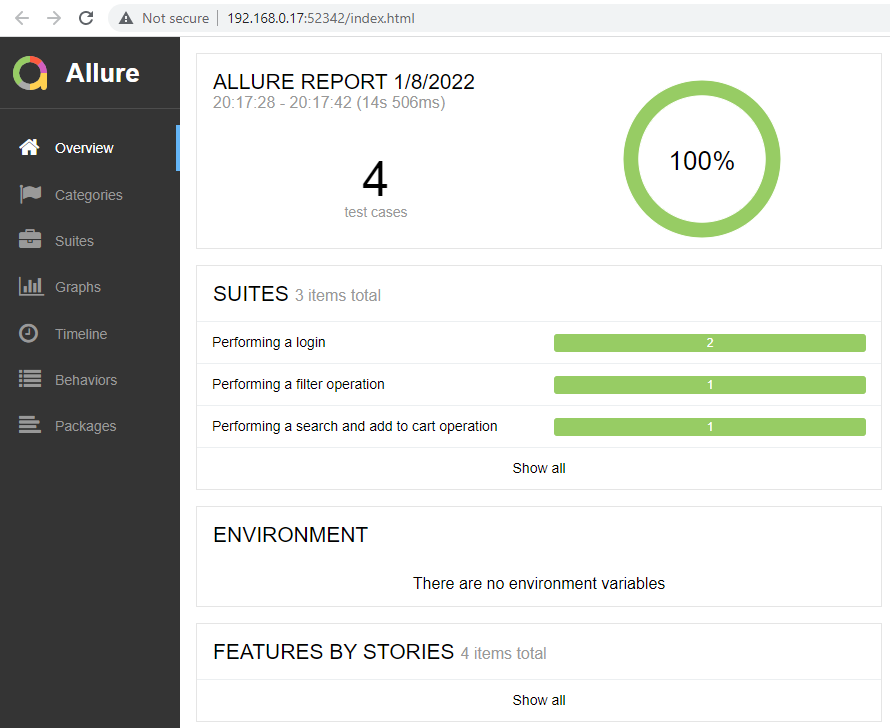 Not secure 192.168.0.17:52342/index.html
Allure
Overview
Categories
Suites
Graphs
Timeline
Behaviors
Packages
ALLURE REPORT 1/8/2022
20:17:28 - 20:17:42 (14s 506ms)
4
test cases
100%
SUITES 3 items total
Performing a login 2
Performing a filter operation 1
Performing a search and add to cart operation 1
Show all
ENVIRONMENT
There are no environment variables
FEATURES BY STORIES 4 items total
Show all